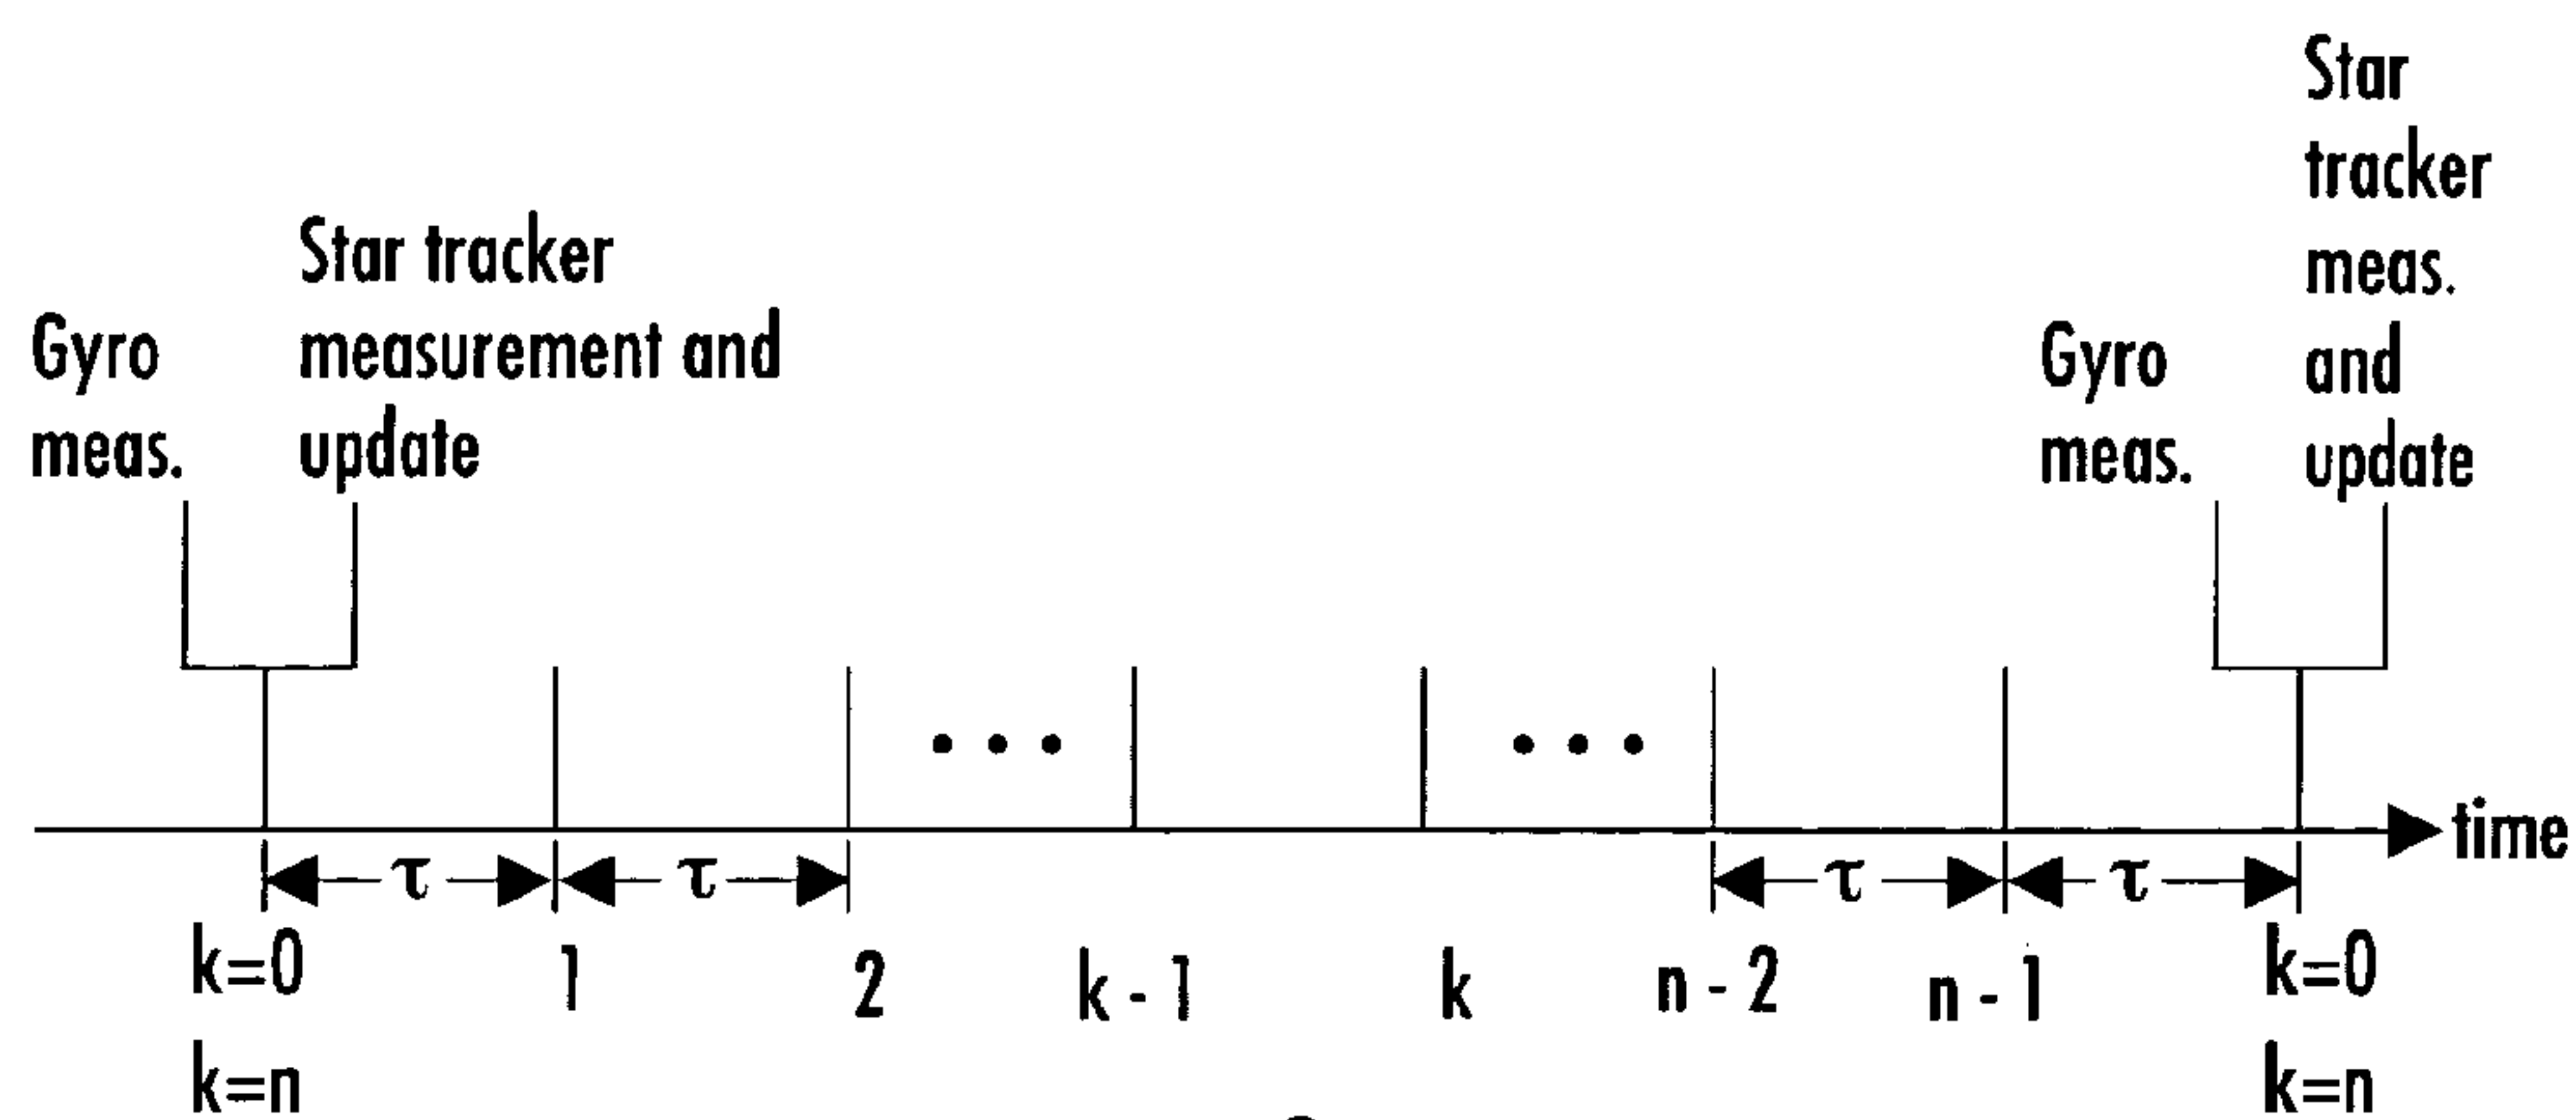 Gyro
meas.
Star tracker
measurement and
update
Gyro
meas.
Star
tracker
meas.
and
update
time
τ
τ
τ
τ
k=0
k=n
1
2
k - 1
k
n - 2
n - 1
k=0
k=n